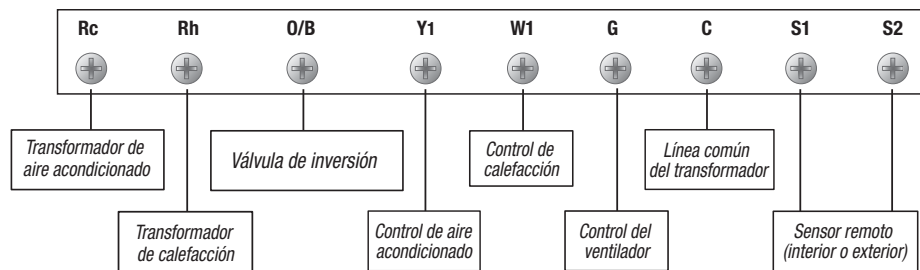 Rc Rh O/B Y1 W1 G C S1 S2
Transformador de
aire acondicionado
Válvula de inversión
Control de
calefacción
Línea común
del transformador
Transformador
de calefacción
Control de aire
acondicionado
Control del
ventilador
Sensor remoto
(interior o exterior)